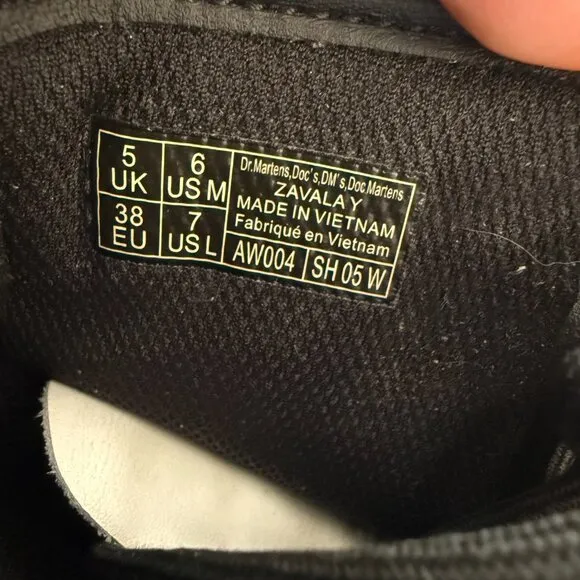 5 UK
6 US M
38 EU
7 US L
Dr.Martens,Doc's,DM's,Doc Martens
ZAVALA Y
MADE IN VIETNAM
Fabriqué en Vietnam
AW004
SH 05 W